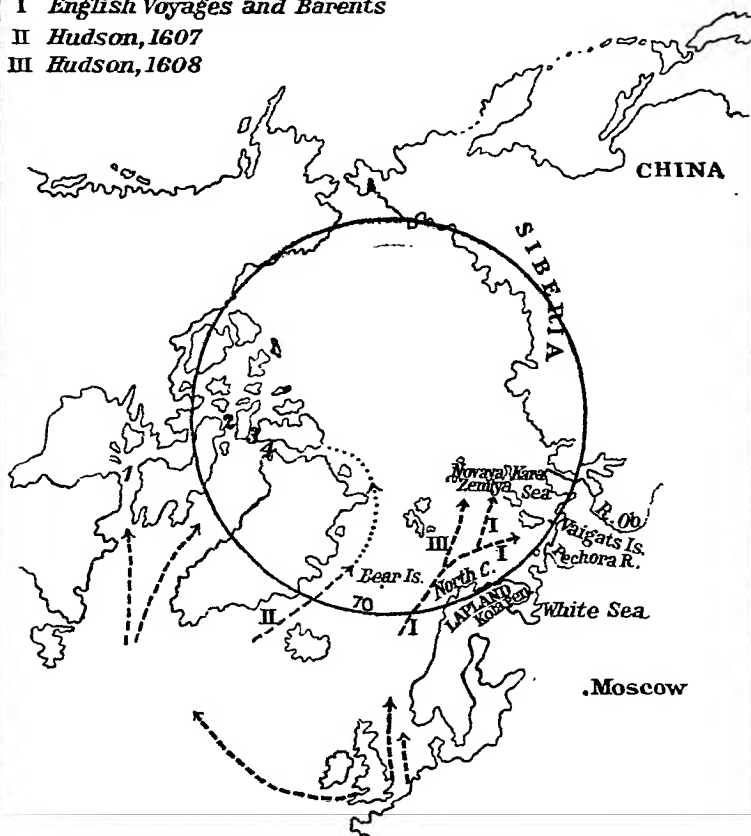 I English Voyages and Barents
II Hudson, 1607
III Hudson, 1608
CHINA
SIBERIA
1
2
3
4
Novaya
Zemlya
Kara
Sea
R. Ob
Vaigats Is.
Pechora R.
III
I
I
Bear Is.
North C.
II
70
I
LAPLAND
Kola Pen.
White Sea
.Moscow